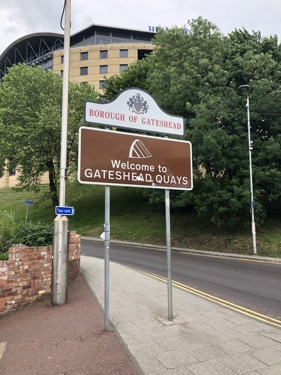 BOROUGH OF GATESHEAD
Welcome to
GATESHEAD QUAYS